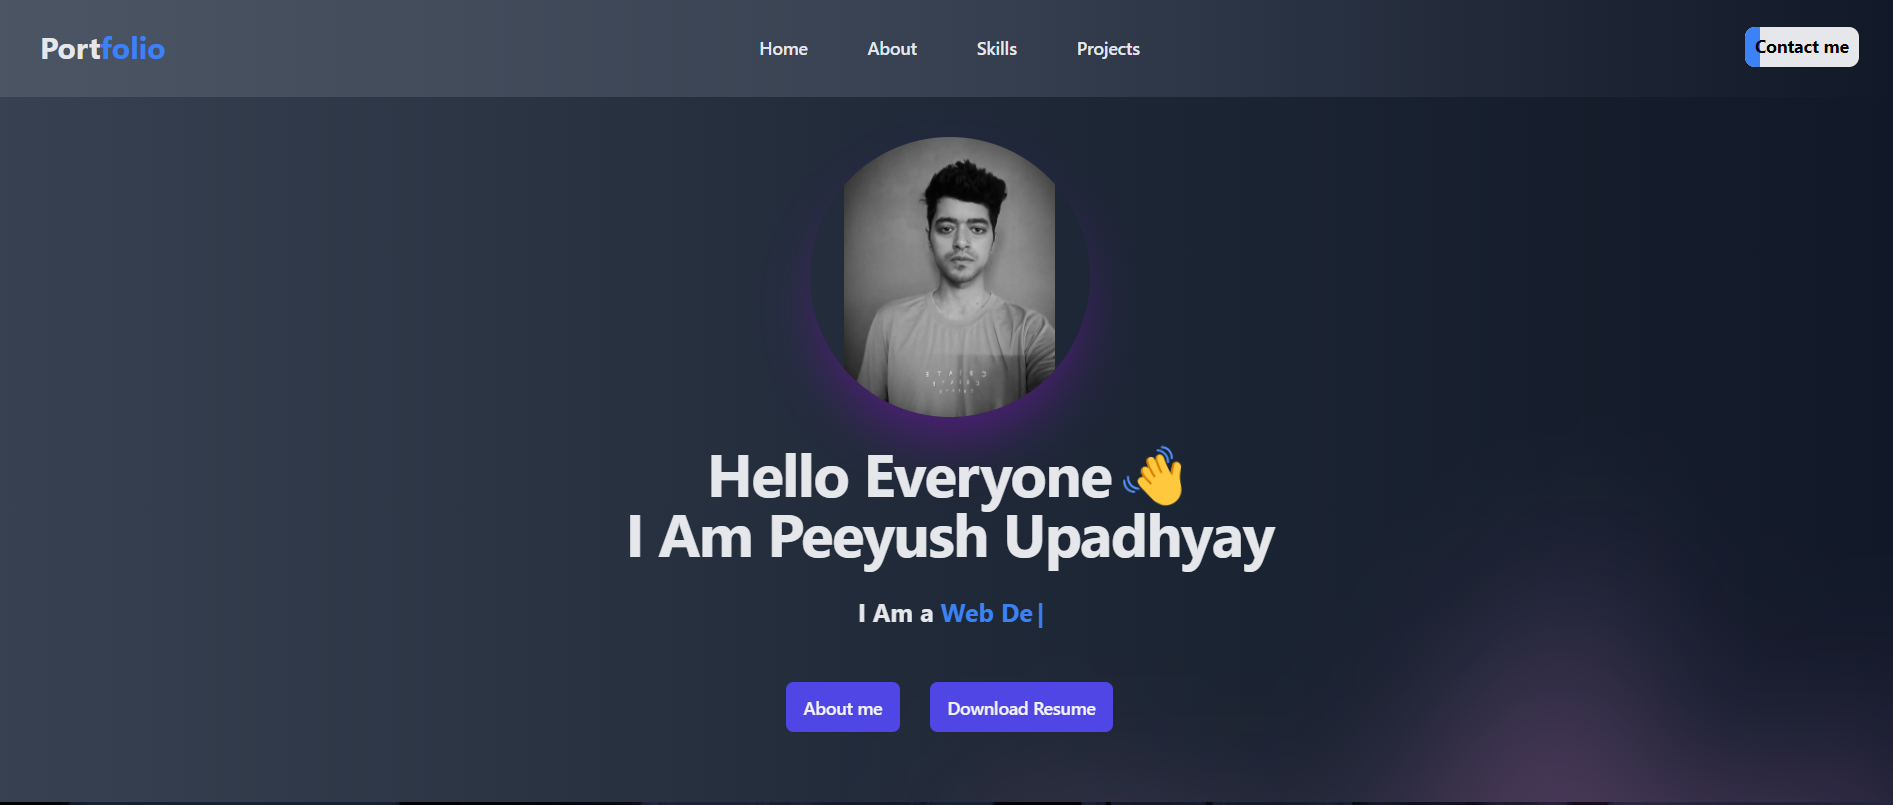 Portfolio
Home
About
Skills
Projects
Contact me
Hello Everyone 👋
I Am Peeyush Upadhyay
I Am a Web De|
About me
Download Resume